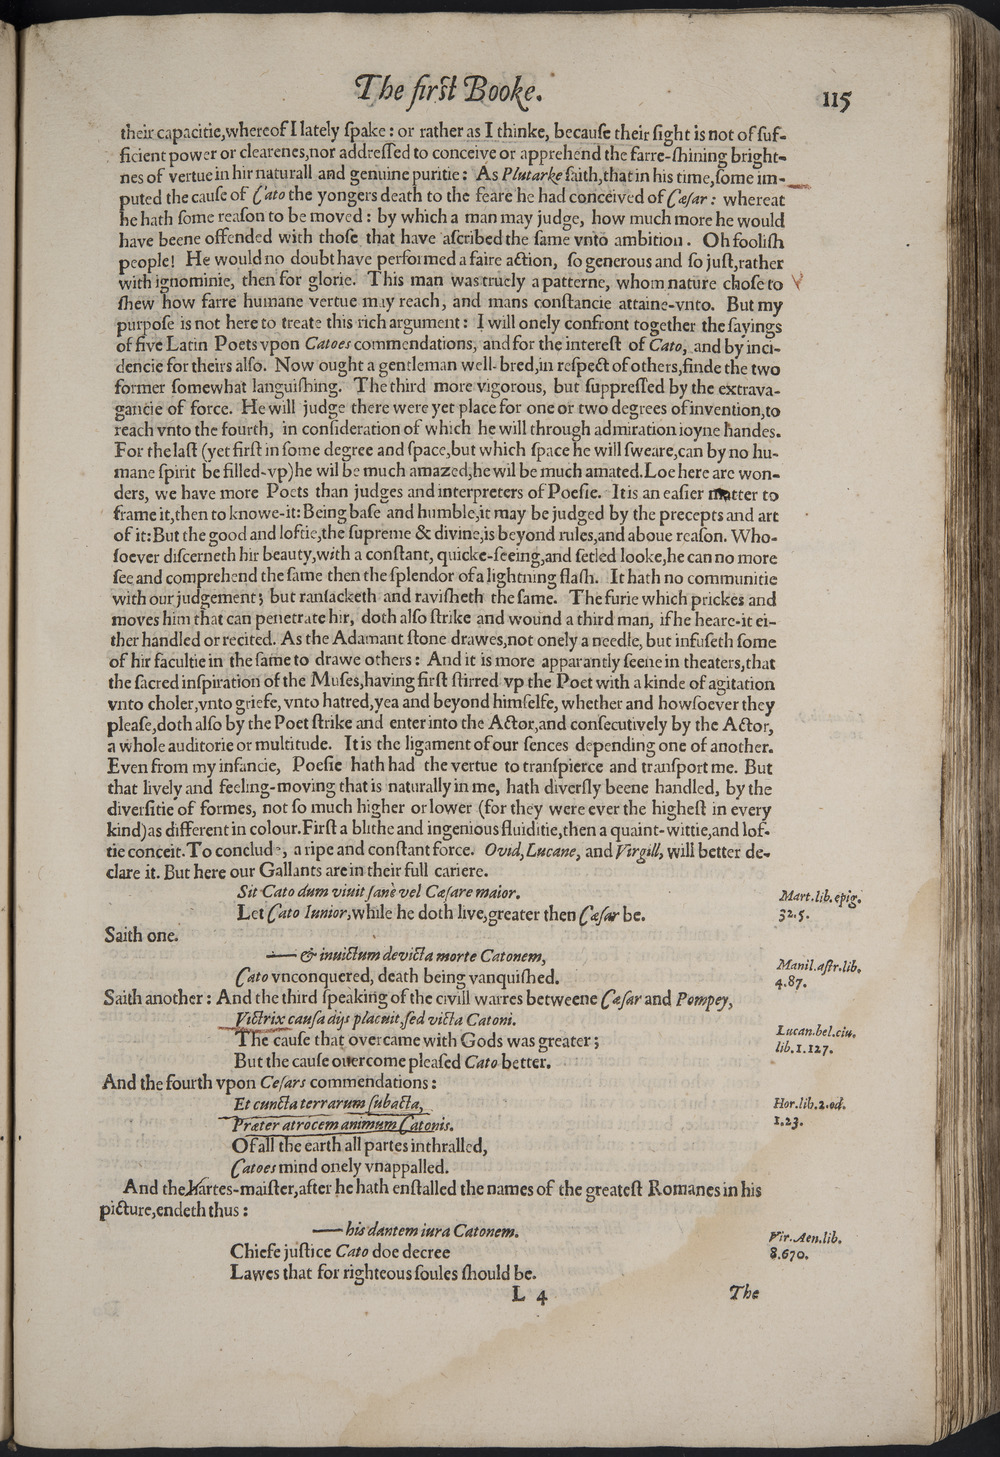 The firſt Booke.
115
their capacitie,whereof I lately ſpake: or rather as I thinke, becauſe their ſight is not of ſuf-
ficient power or clearenes,nor addreſſed to conceive or apprehend the farre-ſhining bright-
nes of vertue in hir naturall and genuine puritie: As Plutarke ſaith,that in his time,ſome im-
puted the cauſe of Cato the yongers death to the feare he had conceived of Cæſar: whereat
he hath ſome reaſon to be moved: by which a man may judge, how much more he would
have beene offended with thoſe that have aſcribed the ſame vnto ambition. Oh fooliſh
people! He would no doubt have performed a faire action, ſo generous and ſo juſt,rather
with ignominie, then for glorie. This man was truely a patterne, whom nature choſe to
ſhew how farre humane vertue may reach, and mans conſtancie attaine-vnto. But my
purpoſe is not here to treate this rich argument: I will onely confront together the ſayings
of five Latin Poets vpon Catoes commendations, and for the intereſt of Cato, and by inci-
dencie for theirs alſo. Now ought a gentleman well-bred,in reſpect of others,finde the two
former ſomewhat languiſhing. The third more vigorous, but ſuppreſſed by the extrava-
gancie of force. He will judge there were yet place for one or two degrees of invention,to
reach vnto the fourth, in conſideration of which he will through admiration ioyne handes.
For the laſt (yet firſt in ſome degree and ſpace,but which ſpace he will ſweare,can by no hu-
mane ſpirit be filled-vp)he wil be much amazed,he wil be much amated.Loe here are won-
ders, we have more Poets than judges and interpreters of Poeſie. It is an eaſier matter to
frame it,then to knowe-it: Being baſe and humble,it may be judged by the precepts and art
of it:But the good and loftie,the ſupreme & divine,is beyond rules,and aboue reaſon. Who-
ſoever diſcerneth hir beauty,with a conſtant, quicke-ſeeing,and ſetled looke,he can no more
ſee and comprehend the ſame then the ſplendor of a lightning flaſh. It hath no communitie
with our judgement; but ranſacketh and raviſheth the ſame. The furie which prickes and
moves him that can penetrate hir, doth alſo ſtrike and wound a third man, if he heare-it ei-
ther handled or recited. As the Adamant ſtone drawes,not onely a needle, but infuſeth ſome
of hir facultie in the ſame to drawe others: And it is more apparantly ſeene in theaters,that
the ſacred inſpiration of the Muſes,having firſt ſtirred vp the Poet with a kinde of agitation
vnto choler,vnto griefe, vnto hatred,yea and beyond himſelfe, whether and howſoever they
pleaſe,doth alſo by the Poet ſtrike and enter into the Actor,and conſecutively by the Actor,
a whole auditorie or multitude. It is the ligament of our ſences depending one of another.
Even from my infancie, Poeſie hath had the vertue to tranſpierce and tranſport me. But
that lively and feeling-moving that is naturally in me, hath diverſly beene handled, by the
diverſitie of formes, not ſo much higher or lower (for they were ever the higheſt in every
kind)as different in colour.Firſt a blithe and ingenious fluiditie,then a quaint-wittie,and lof-
tie conceit.To conclude, a ripe and conſtant force. Ovid,Lucane, and Virgill, will better de-
clare it. But here our Gallants are in their full cariere.
Sit Cato dum viuit ſanè vel Cæſare maior.
Mart.lib.epig.
32.5.
Let Cato Iunior,while he doth live,greater then Cæſar be.
Saith one.
—— & inuictum devicta morte Catonem,
Manil.aſtr.lib.
4.87.
Cato vnconquered, death being vanquiſhed.
Saith another: And the third ſpeaking of the civill warres betweene Cæſar and Pompey,
Victrix cauſa dijs placuit,ſed victa Catoni.
Lucan.bel.ciu.
lib.1.127.
The cauſe that overcame with Gods was greater;
But the cauſe ouercome pleaſed Cato better.
And the fourth vpon Ceſars commendations:
Et cuncta terrarum ſubacta,
Hor.lib.2.od.
1.23.
Præter atrocem animum Catonis.
Of all the earth all partes inthralled,
Catoes mind onely vnappalled.
And the Hartes-maiſter,after he hath enſtalled the names of the greateſt Romanes in his
picture,endeth thus:
—— his dantem iura Catonem.
Vir.Aen.lib.
8.670.
Chiefe juſtice Cato doe decree
Lawes that for righteous ſoules ſhould be.
L 4
The